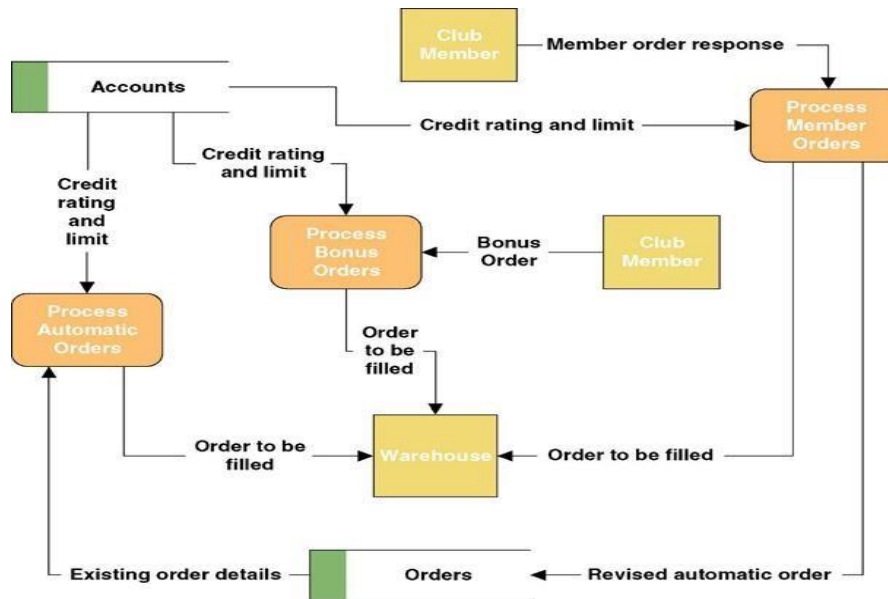 Club
Member
Member order response
Accounts
Process
Member
Orders
Credit rating and limit
Credit rating
and limit
Credit
rating
and
limit
Process
Bonus
Orders
Bonus
Order
Club
Member
Process
Automatic
Orders
Order
to be
filled
Order to be
filled
Warehouse
Order to be filled
Existing order details
Orders
Revised automatic order